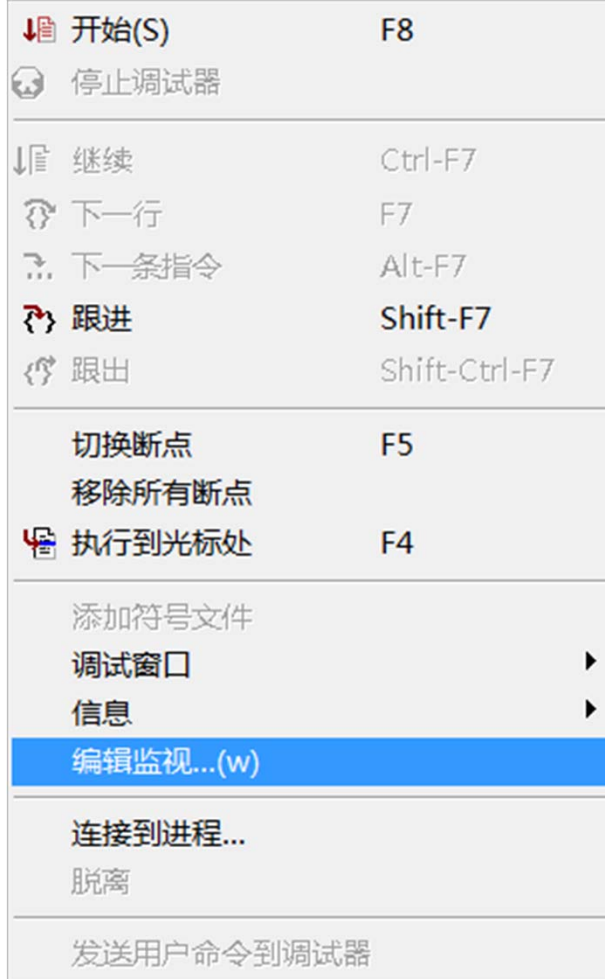 开始(S) F8
停止调试器
继续 Ctrl-F7
下一行 F7
下一条指令 Alt-F7
跟进 Shift-F7
跟出 Shift-Ctrl-F7
切换断点 F5
移除所有断点
执行到光标处 F4
添加符号文件
调试窗口
信息
编辑监视...(w)
连接到进程...
脱离
发送用户命令到调试器